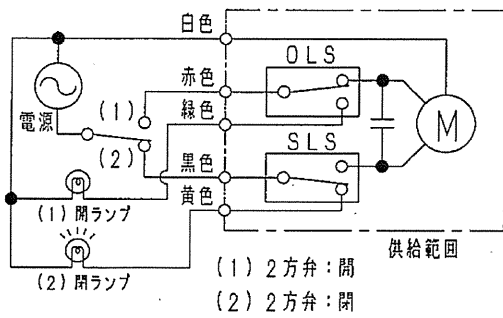 白色
OLS
赤色
(1)
緑色
電源
M
SLS
(2)
黒色
黄色
(1)開ランプ
供給範囲
(2)閉ランプ
(1)2方弁:開
(2)2方弁:閉